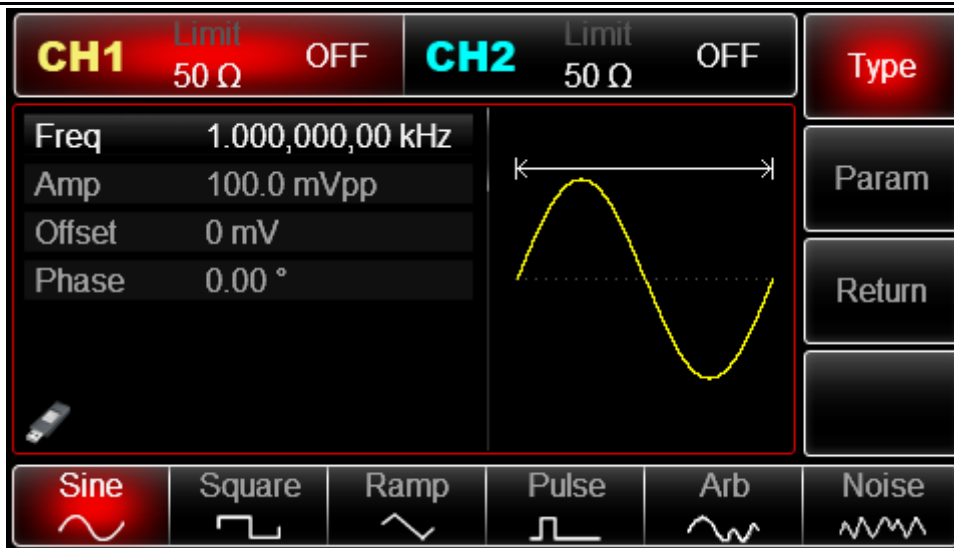 CH1 Limit 50 Ω OFF
CH2 Limit 50 Ω OFF
Type
Freq 1.000,000,00 kHz
Amp 100.0 mVpp
Offset 0 mV
Phase 0.00 °
Param
Return
Sine Square Ramp Pulse Arb Noise